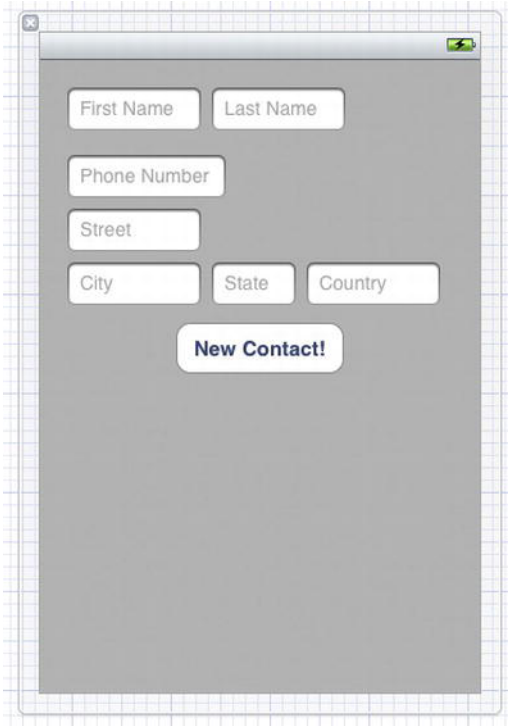 First Name Last Name
Phone Number
Street
City State Country
New Contact!